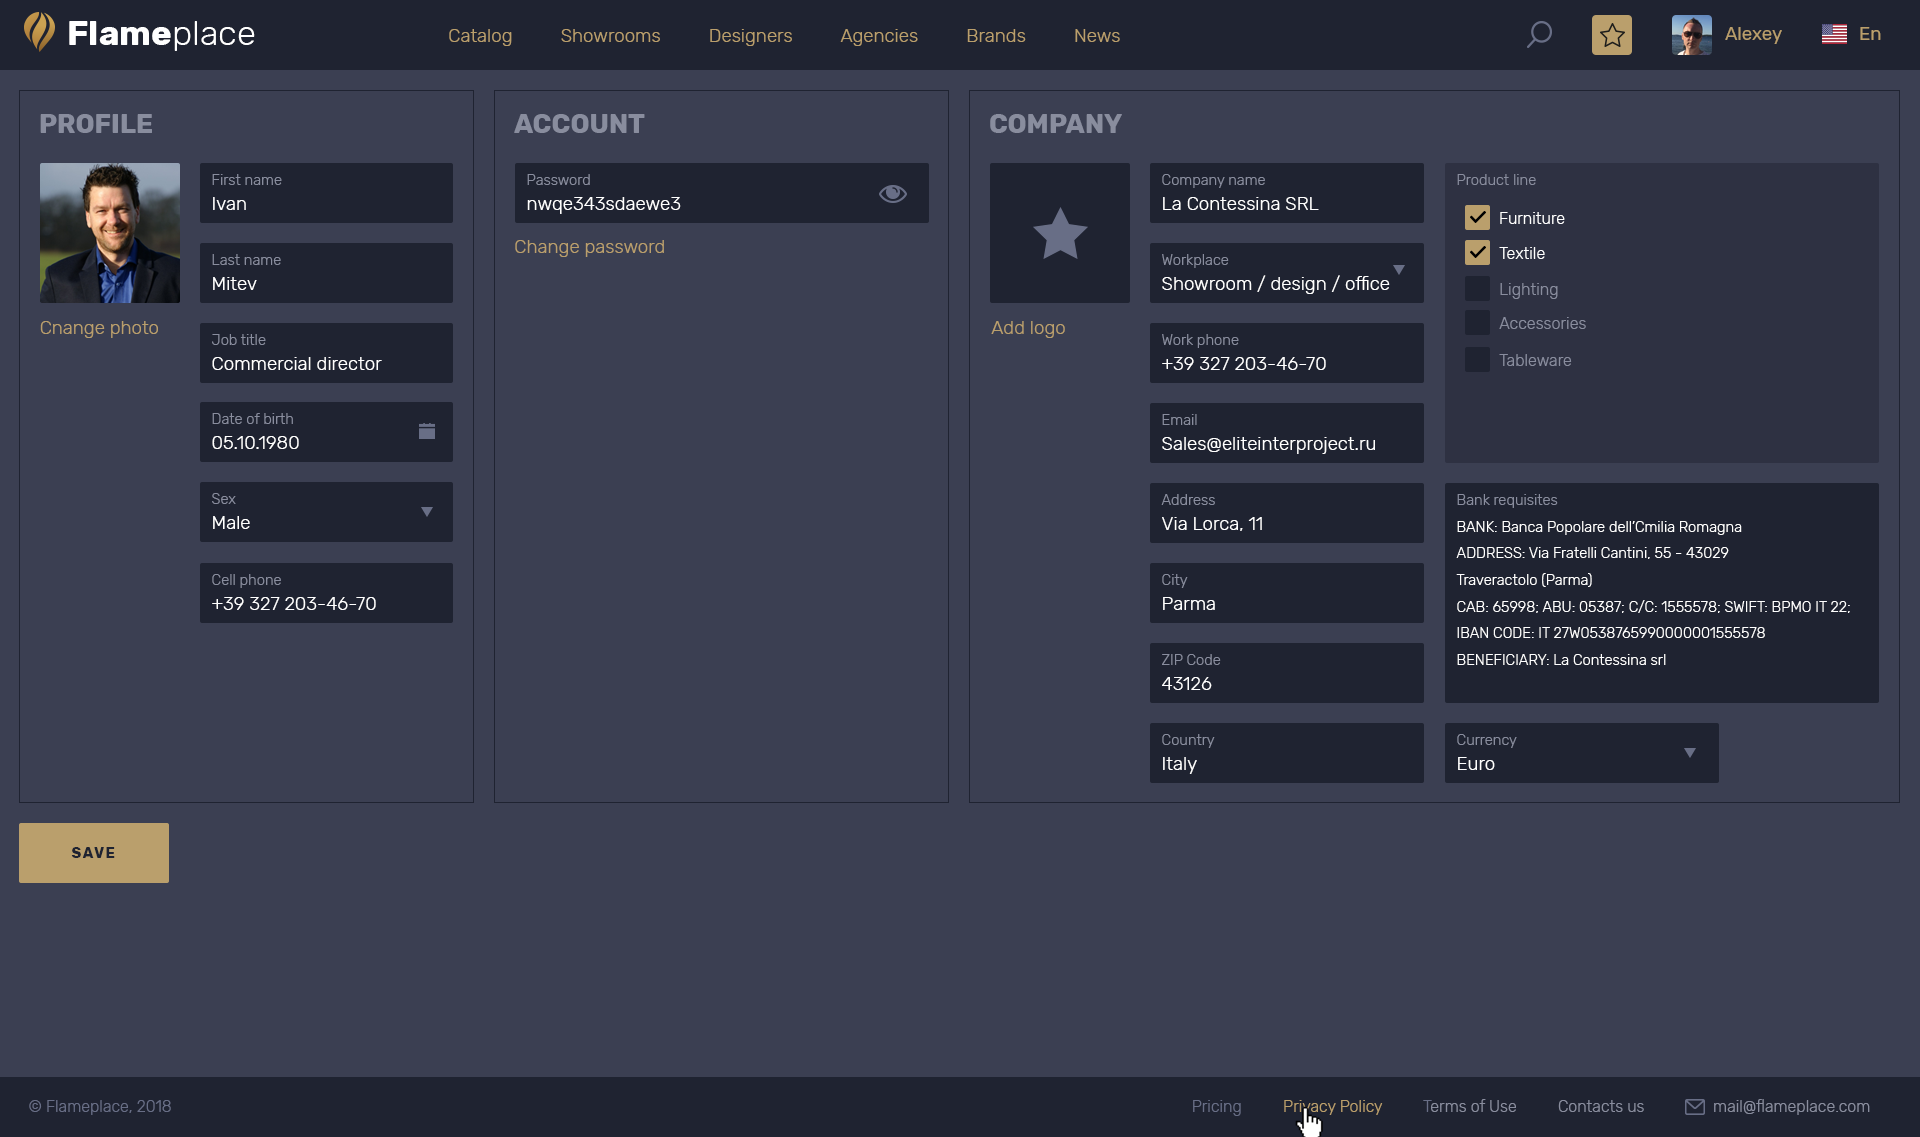 Flameplace
Catalog
Showrooms
Designers
Agencies
Brands
News
Alexey
En
PROFILE
Cnange photo
First name
Ivan
Last name
Mitev
Job title
Commercial director
Date of birth
05.10.1980
Sex
Male
Cell phone
+39 327 203-46-70
ACCOUNT
Password
nwqe343sdaewe3
Change password
COMPANY
Add logo
Company name
La Contessina SRL
Workplace
Showroom / design / office
Work phone
+39 327 203-46-70
Email
Sales@eliteinterproject.ru
Address
Via Lorca, 11
City
Parma
ZIP Code
43126
Country
Italy
Product line
Furniture
Textile
Lighting
Accessories
Tableware
Bank requisites
BANK: Banca Popolare dell'Cmilia Romagna
ADDRESS: Via Fratelli Cantini, 55 - 43029
Traveractolo (Parma)
CAB: 65998; ABU: 05387; C/C: 1555578; SWIFT: BPMO IT 22;
IBAN CODE: IT 27W0538765990000001555578
BENEFICIARY: La Contessina srl
Currency
Euro
SAVE
© Flameplace, 2018
Pricing
Privacy Policy
Terms of Use
Contacts us
mail@flameplace.com